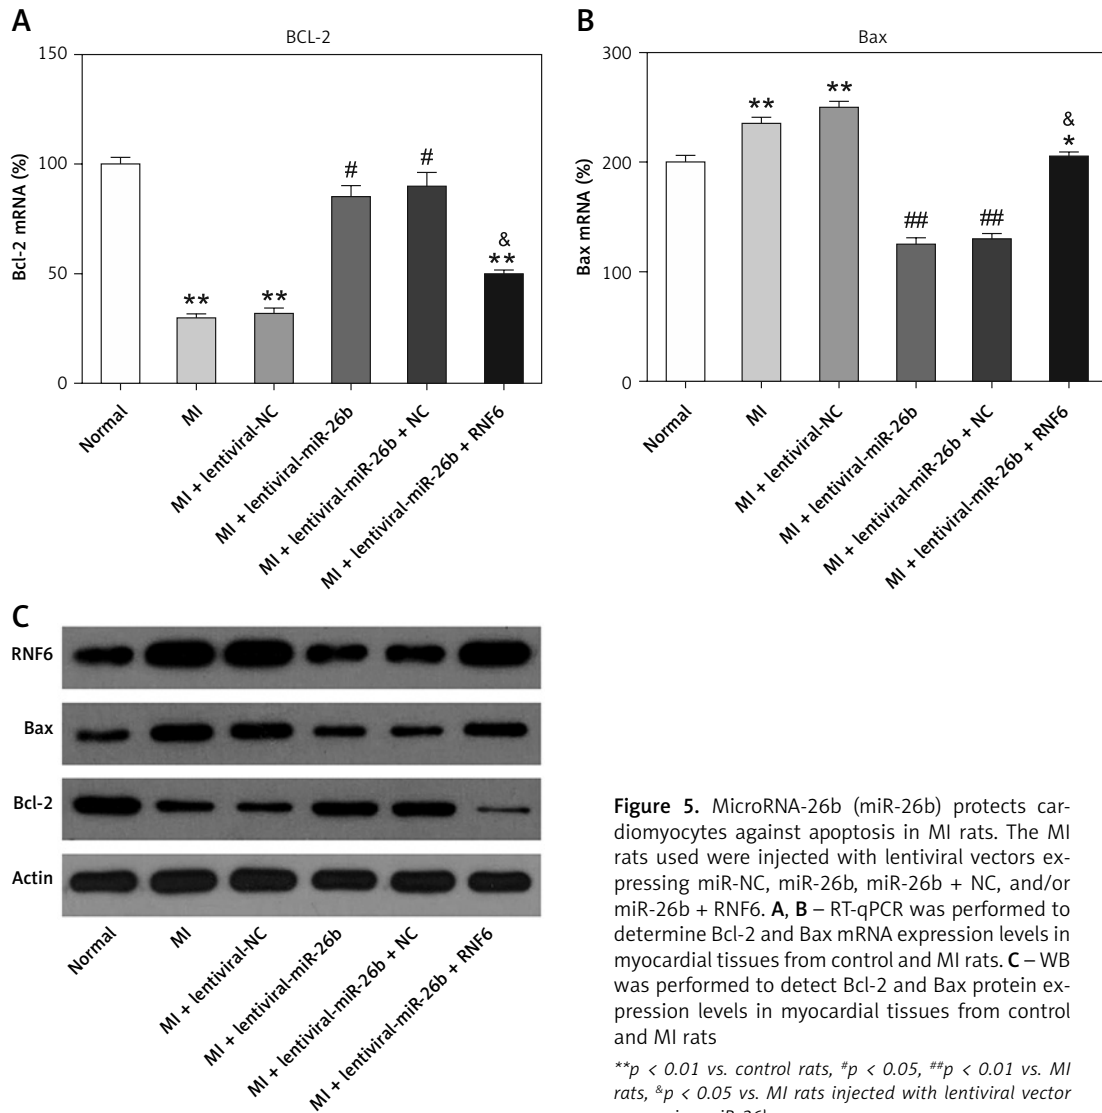 A
BCL-2
150
100
50
0
Bcl-2 mRNA (%)
**
**
#
#
&
**
Normal
MI
MI + lentiviral-NC
MI + lentiviral-miR-26b
MI + lentiviral-miR-26b + NC
MI + lentiviral-miR-26b + RNF6
B
Bax
300
200
100
0
Bax mRNA (%)
**
**
##
##
&
*
Normal
MI
MI + lentiviral-NC
MI + lentiviral-miR-26b
MI + lentiviral-miR-26b + NC
MI + lentiviral-miR-26b + RNF6
C
RNF6
Bax
Bcl-2
Actin
Normal
MI
MI + lentiviral-NC
MI + lentiviral-miR-26b
MI + lentiviral-miR-26b + NC
MI + lentiviral-miR-26b + RNF6
Figure 5. MicroRNA-26b (miR-26b) protects car-
diomyocytes against apoptosis in MI rats. The MI
rats used were injected with lentiviral vectors ex-
pressing miR-NC, miR-26b, miR-26b + NC, and/or
miR-26b + RNF6. A, B – RT-qPCR was performed to
determine Bcl-2 and Bax mRNA expression levels in
myocardial tissues from control and MI rats. C – WB
was performed to detect Bcl-2 and Bax protein ex-
pression levels in myocardial tissues from control
and MI rats
**p < 0.01 vs. control rats, #p < 0.05, ##p < 0.01 vs. MI
rats, &p < 0.05 vs. MI rats injected with lentiviral vector